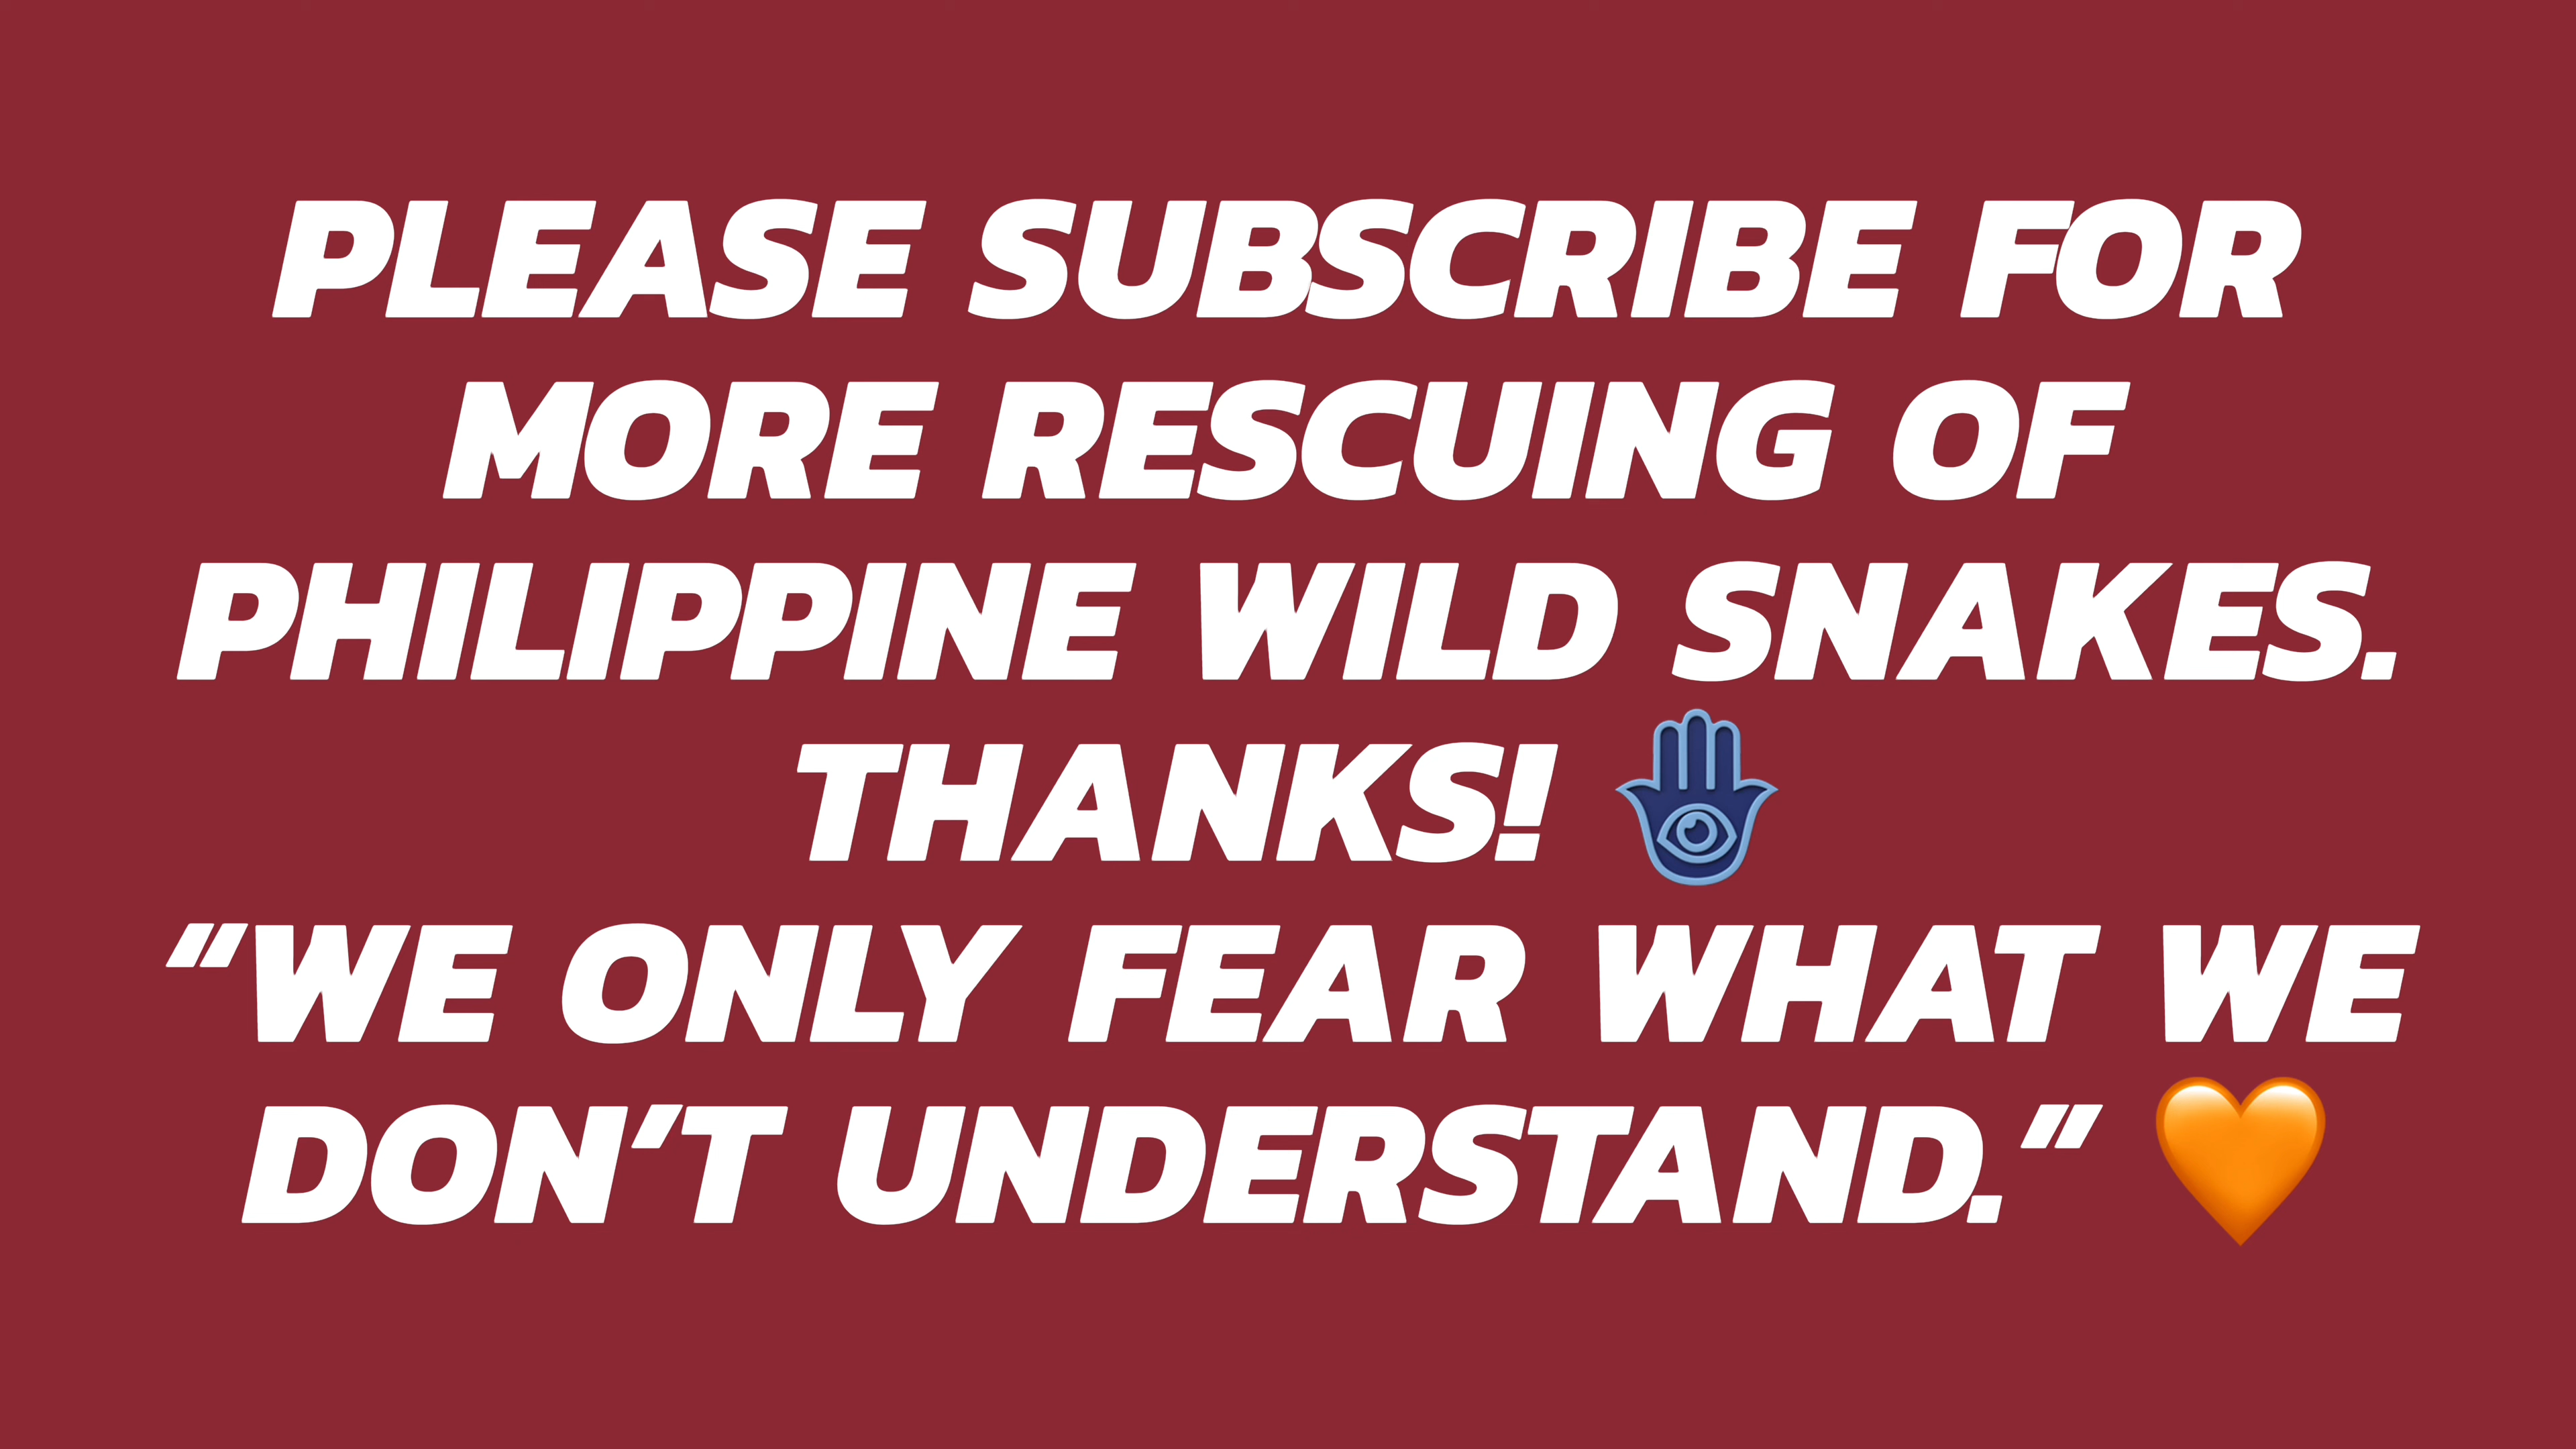 PLEASE SUBSCRIBE FOR
MORE RESCUING OF
PHILIPPINE WILD SNAKES.
THANKS! 🪬
"WE ONLY FEAR WHAT WE
DON'T UNDERSTAND." 🧡